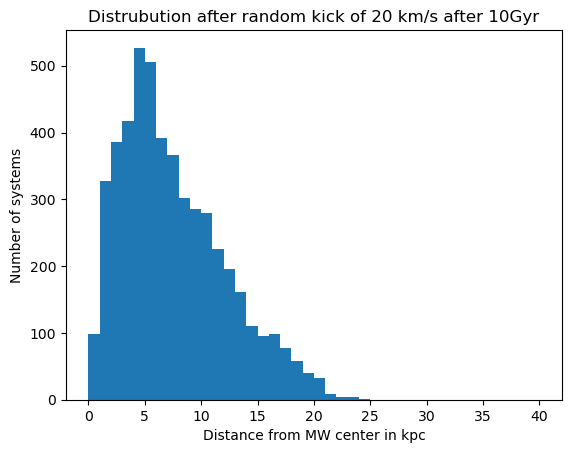 Distrubution after random kick of 20 km/s after 10Gyr
500
400
300
200
100
0
Number of systems
0 5 10 15 20 25 30 35 40
Distance from MW center in kpc